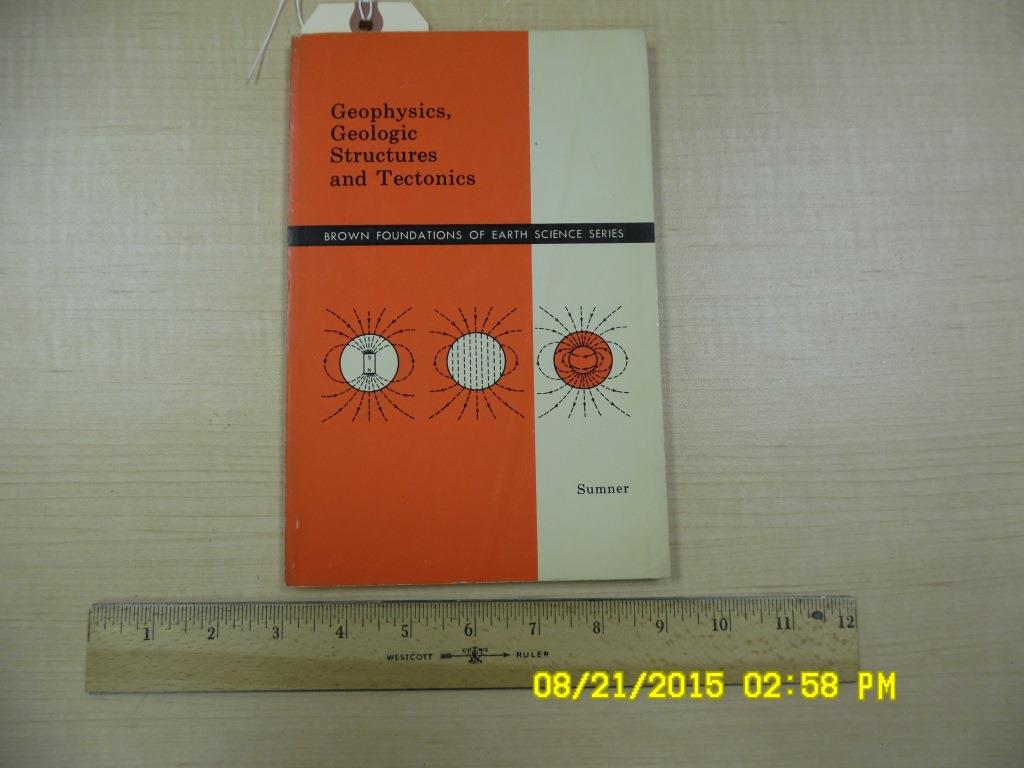 Geophysics,
Geologic
Structures
and Tectonics
BROWN FOUNDATIONS OF EARTH SCIENCE SERIES
S
N
Sumner
1 2 3 4 5 6 7 8 9 10 11 12
WESTCOTT RULER
08/21/2015 02:58 PM